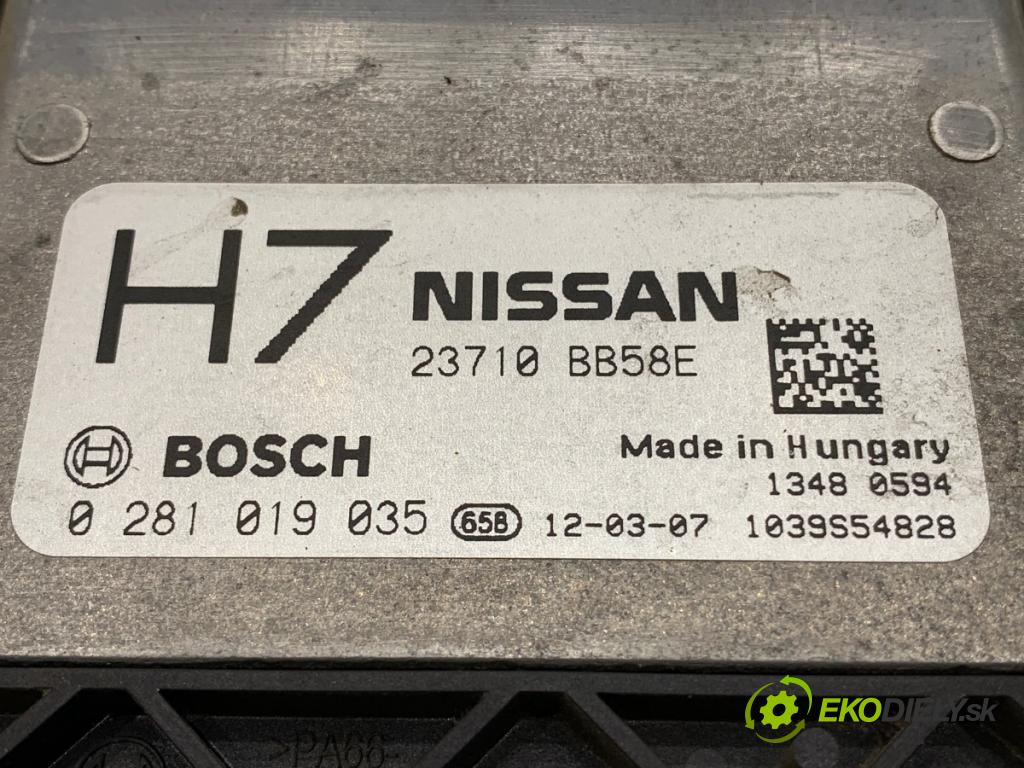 H7
NISSAN
23710 BB58E
BOSCH
Made in Hungary
1348 0594
0 281 019 035 658 12-03-07 1039S54828
>PA66-
EKODIELY.sk